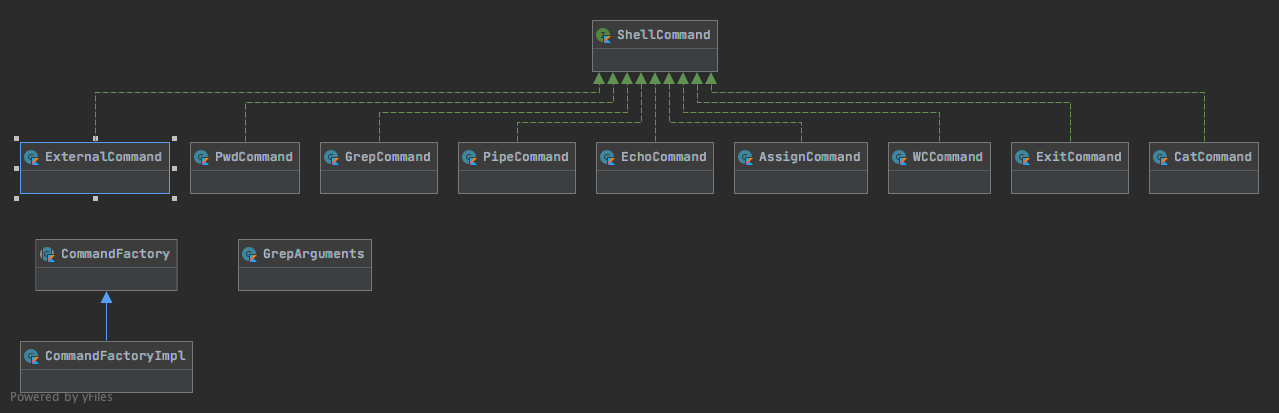 ShellCommand
ExternalCommand
PwdCommand
GrepCommand
PipeCommand
EchoCommand
AssignCommand
WCCommand
ExitCommand
CatCommand
CommandFactory
GrepArguments
CommandFactoryImpl
Powered by yFiles